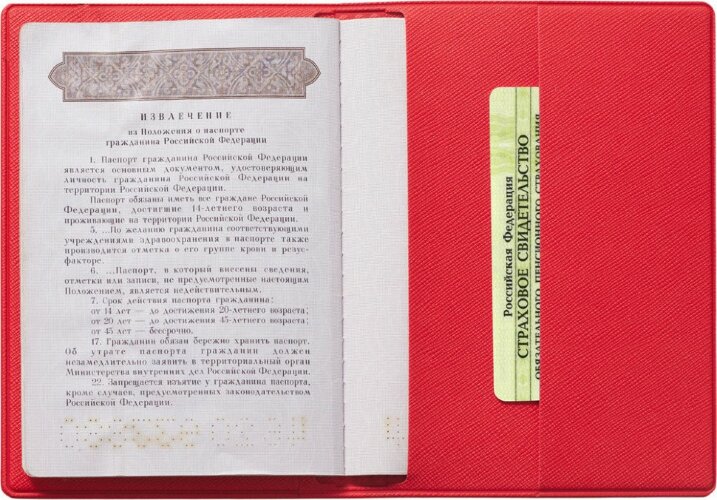 ИЗВЛЕЧЕНИЕ
из Положения о паспорте
гражданина Российской Федерации
1. Паспорт гражданина Российской Федерации
является основным документом, удостоверяющим
личность гражданина Российской Федерации на
территории Российской Федерации.
Паспорт обязаны иметь все граждане Российской
Федерации, достигшие 14-летнего возраста и
проживающие на территории Российской Федерации.
5. ...По желанию гражданина соответствующими
учреждениями здравоохранения в паспорте также
производится отметка о его группе крови и резус-
факторе.
6. ...Паспорт, в который внесены сведения,
отметки или записи, не предусмотренные настоящим
Положением, является недействительным.
7. Срок действия паспорта гражданина:
от 14 лет — до достижения 20-летнего возраста;
от 20 лет — до достижения 45-летнего возраста;
от 45 лет — бессрочно.
17. Гражданин обязан бережно хранить паспорт.
Об утрате паспорта гражданин должен
незамедлительно заявить в территориальный орган
Министерства внутренних дел Российской Федерации.
22. Запрещается изъятие у гражданина паспорта,
кроме случаев, предусмотренных законодательством
Российской Федерации.
Российская Федерация
СТРАХОВОЕ СВИДЕТЕЛЬСТВО
ОБЯЗАТЕЛЬНОГО ПЕНСИОННОГО СТРАХОВАНИЯ